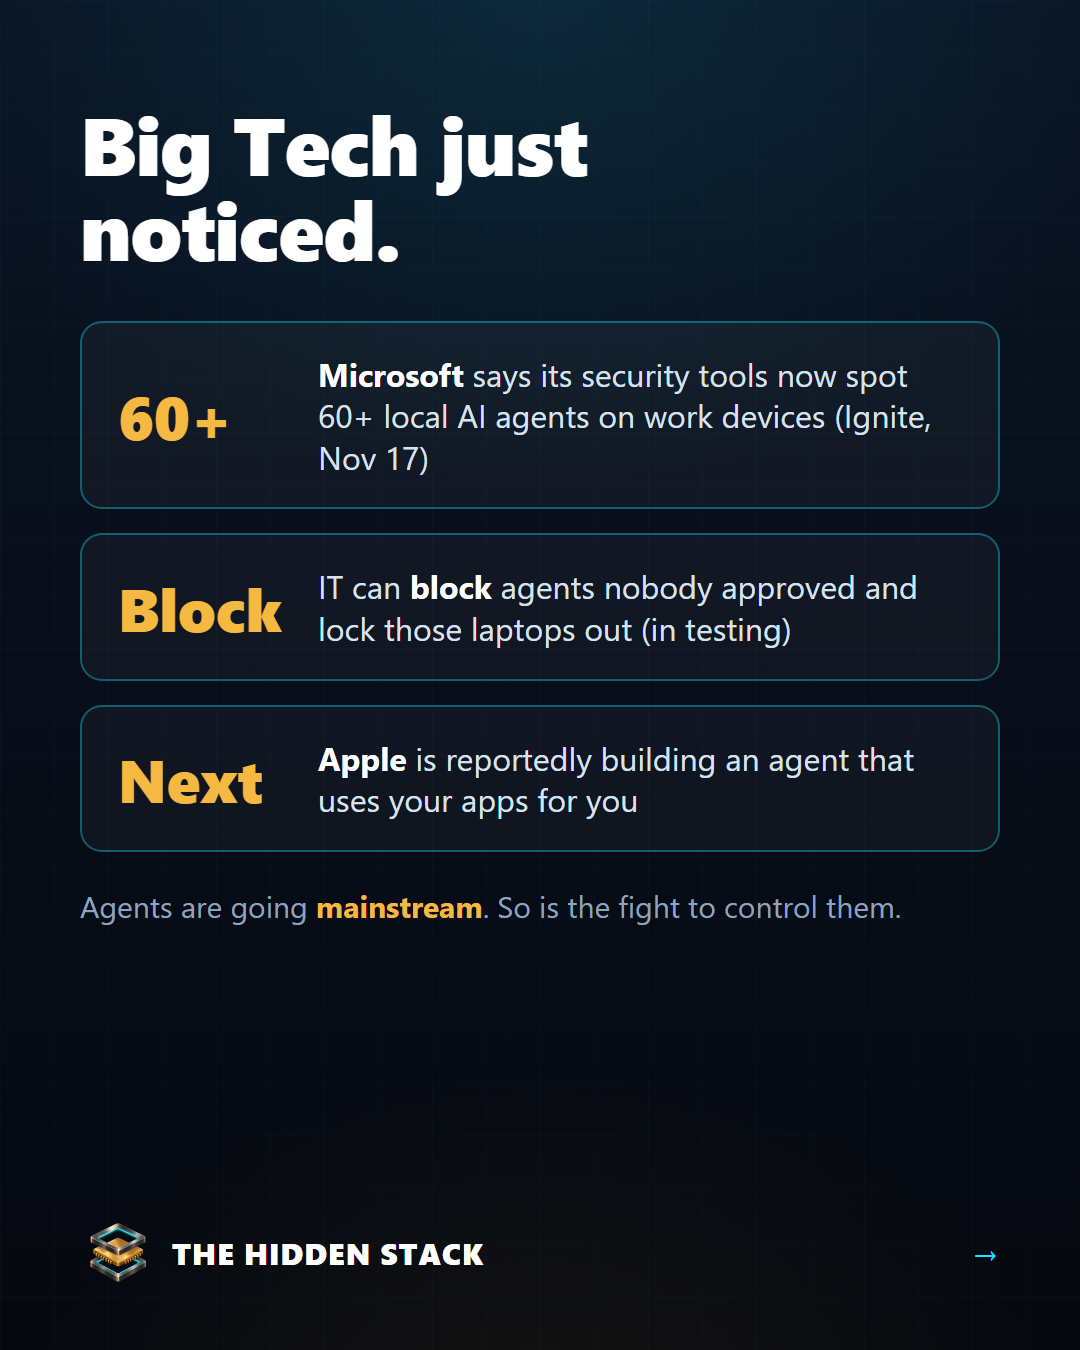 Big Tech just
noticed.
60+
Microsoft says its security tools now spot
60+ local AI agents on work devices (Ignite,
Nov 17)
Block
IT can block agents nobody approved and
lock those laptops out (in testing)
Next
Apple is reportedly building an agent that
uses your apps for you
Agents are going mainstream. So is the fight to control them.
THE HIDDEN STACK →